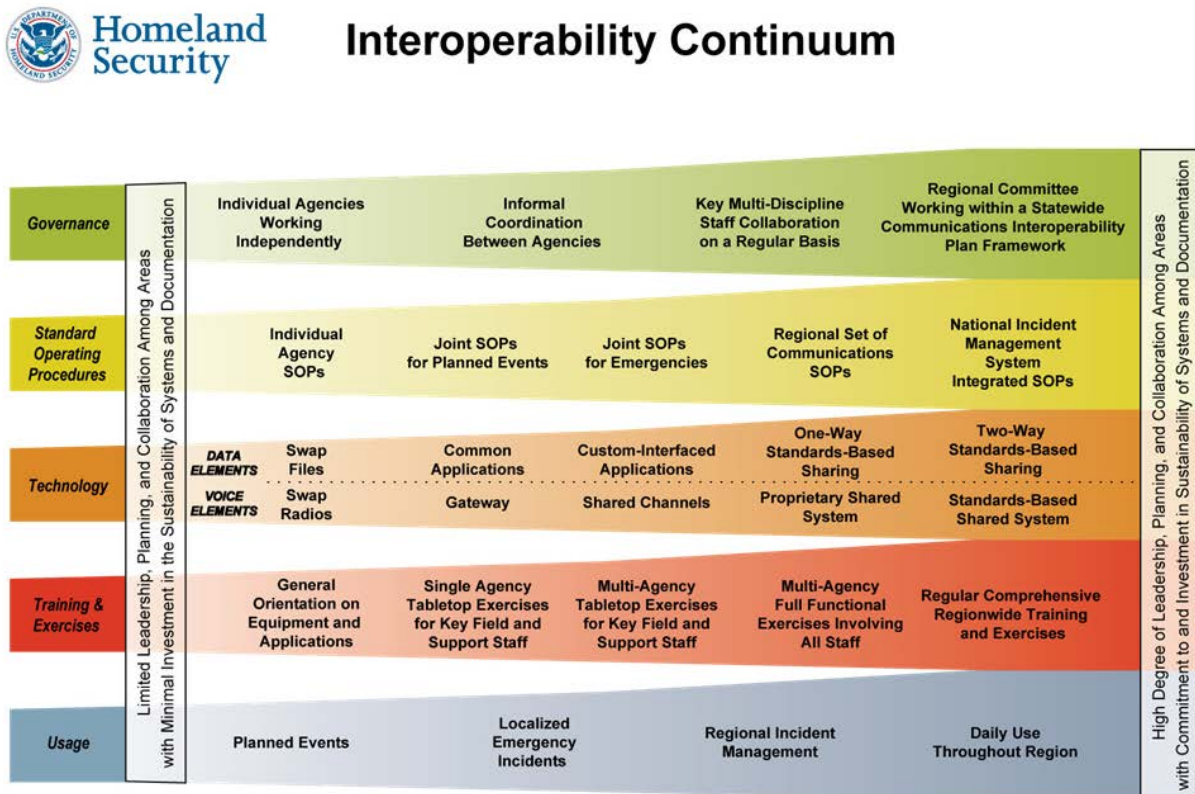 U.S. DEPARTMENT OF
HOMELAND SECURITY
Homeland
Security
Interoperability Continuum
Limited Leadership, Planning, and Collaboration Among Areas
with Minimal Investment in the Sustainability of Systems and Documentation
Governance
Individual Agencies
Working
Independently
Informal
Coordination
Between Agencies
Key Multi-Discipline
Staff Collaboration
on a Regular Basis
Regional Committee
Working within a Statewide
Communications Interoperability
Plan Framework
Standard
Operating
Procedures
Individual
Agency
SOPs
Joint SOPs
for Planned Events
Joint SOPs
for Emergencies
Regional Set of
Communications
SOPs
National Incident
Management
System
Integrated SOPs
Technology
DATA
ELEMENTS
Swap
Files
Common
Applications
Custom-Interfaced
Applications
One-Way
Standards-Based
Sharing
Two-Way
Standards-Based
Sharing
VOICE
ELEMENTS
Swap
Radios
Gateway
Shared Channels
Proprietary Shared
System
Standards-Based
Shared System
Training &
Exercises
General
Orientation on
Equipment and
Applications
Single Agency
Tabletop Exercises
for Key Field and
Support Staff
Multi-Agency
Tabletop Exercises
for Key Field and
Support Staff
Multi-Agency
Full Functional
Exercises Involving
All Staff
Regular Comprehensive
Regionwide Training
and Exercises
Usage
Planned Events
Localized
Emergency
Incidents
Regional Incident
Management
Daily Use
Throughout Region
High Degree of Leadership, Planning, and Collaboration Among Areas
with Commitment to and Investment in Sustainability of Systems and Documentation